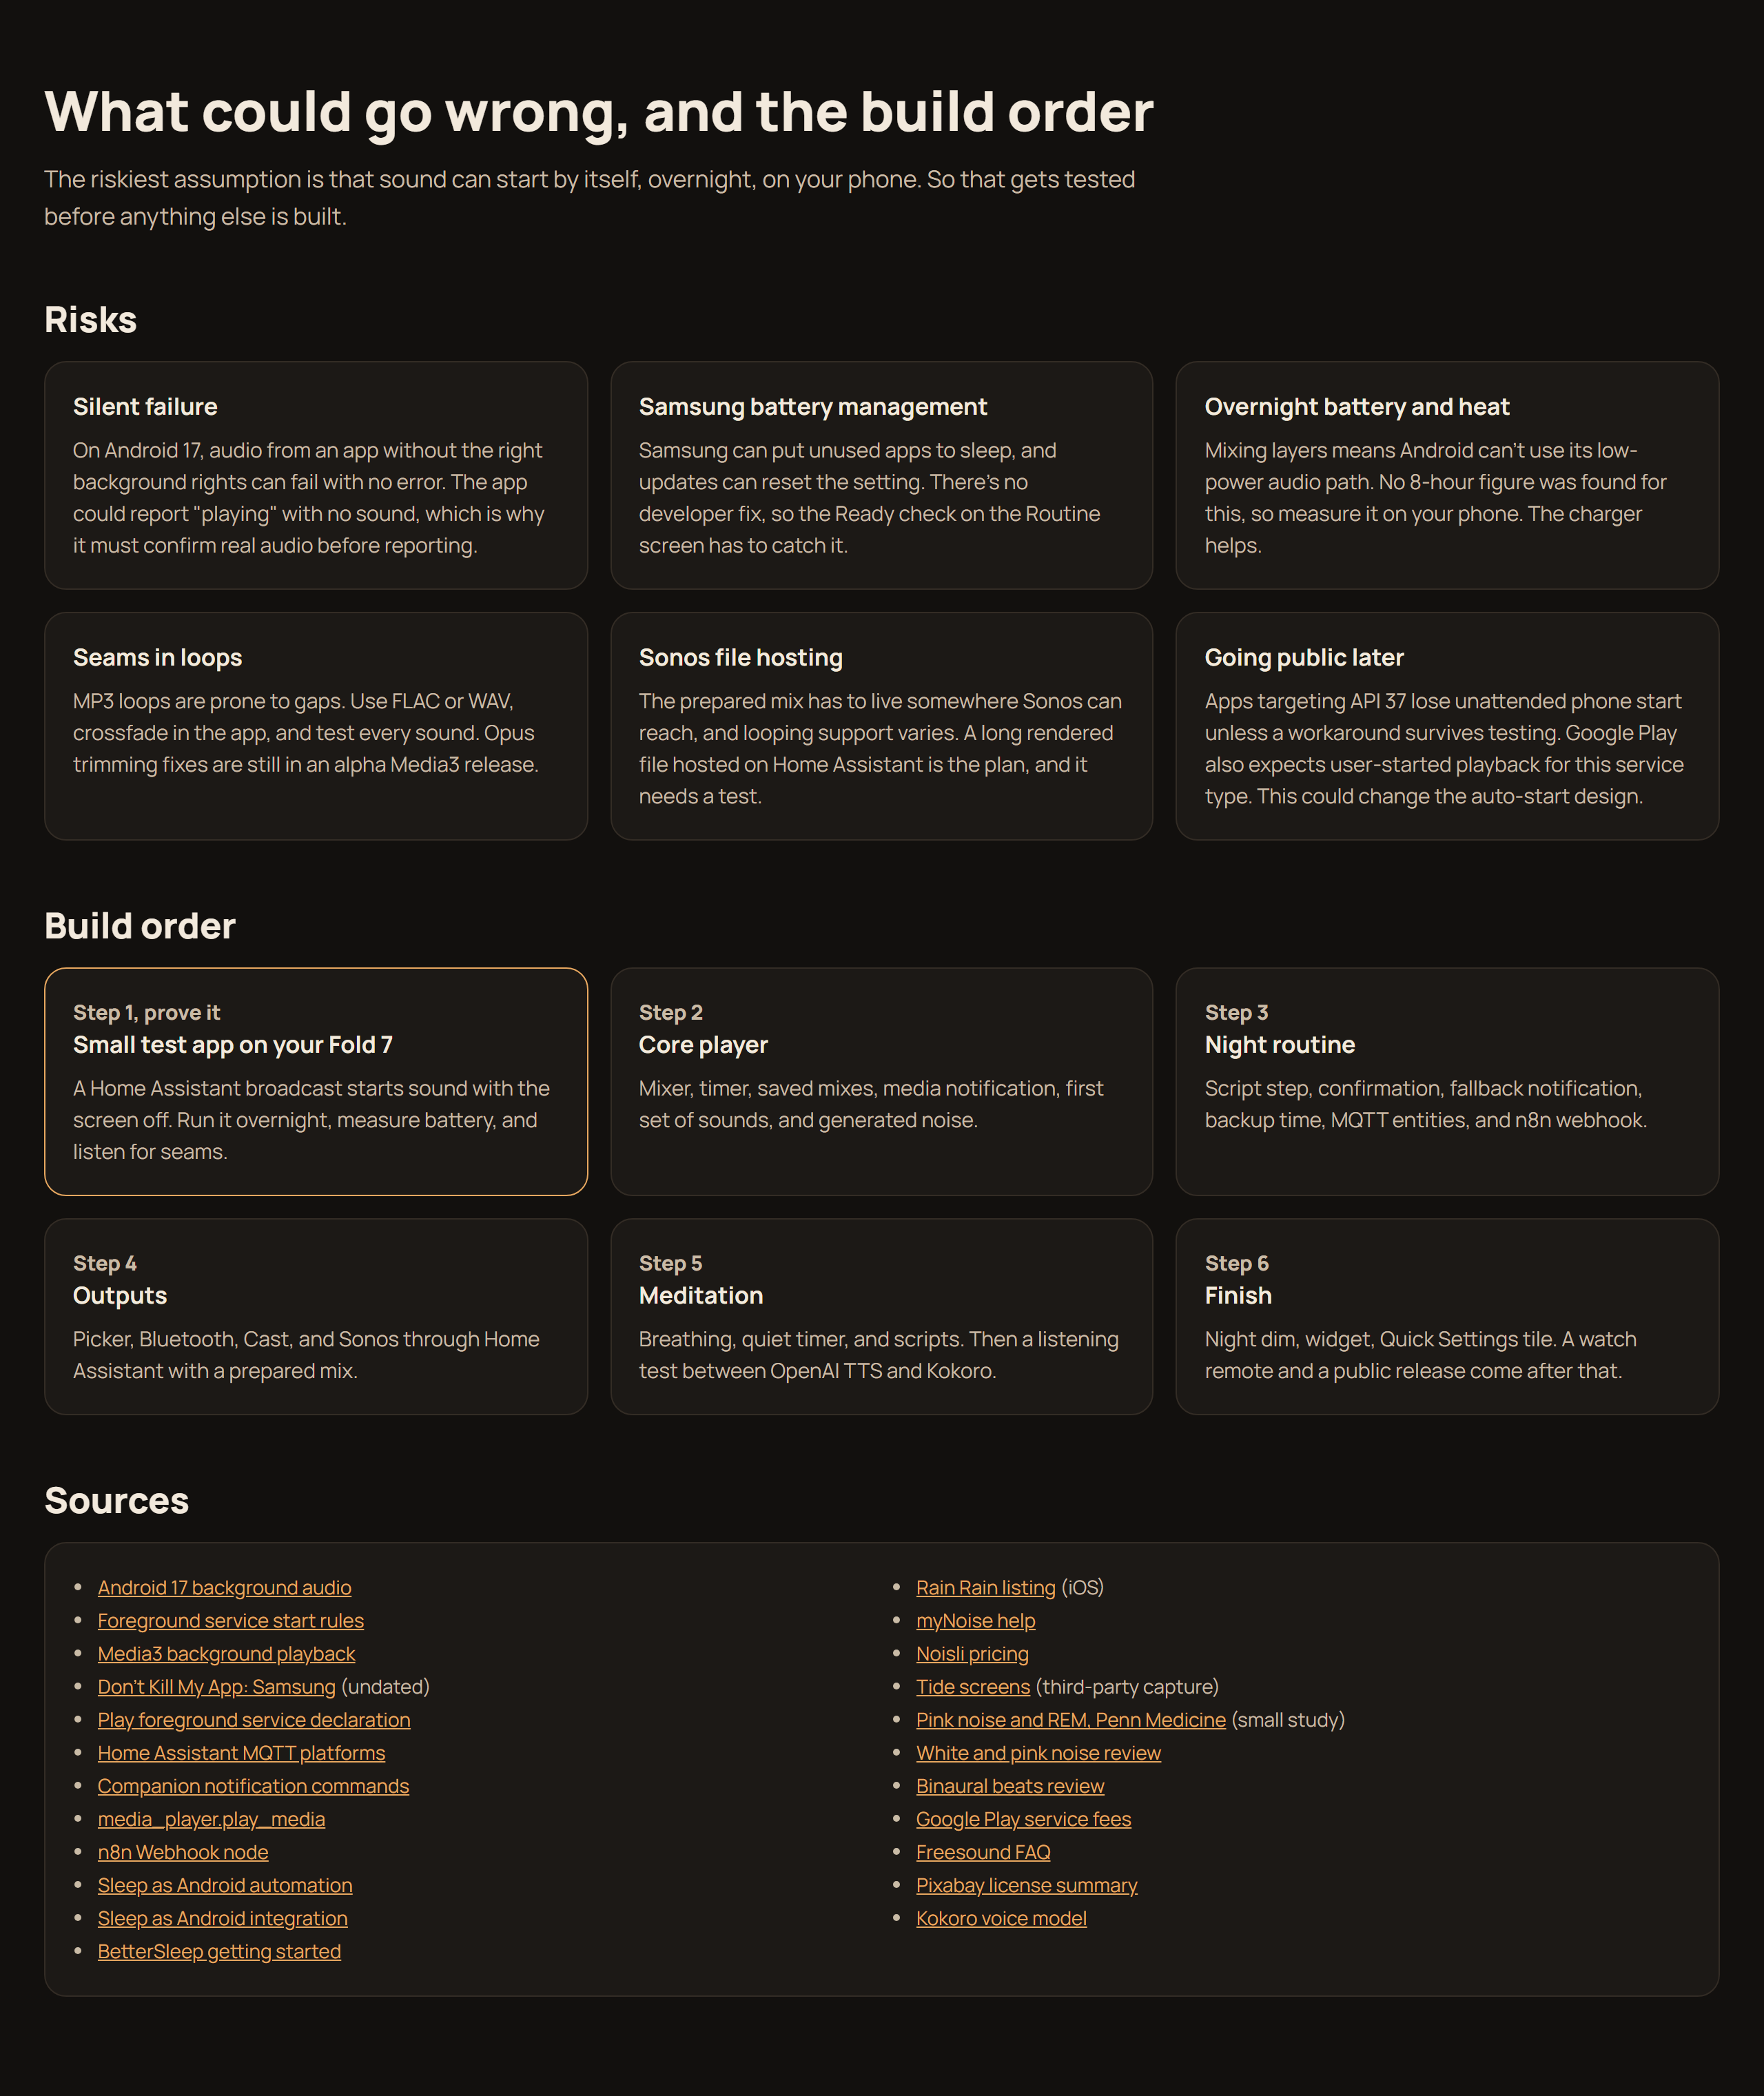 What could go wrong, and the build order
The riskiest assumption is that sound can start by itself, overnight, on your phone. So that gets tested
before anything else is built.
Risks
Silent failure
On Android 17, audio from an app without the right
background rights can fail with no error. The app
could report "playing" with no sound, which is why
it must confirm real audio before reporting.
Samsung battery management
Samsung can put unused apps to sleep, and
updates can reset the setting. There’s no
developer fix, so the Ready check on the Routine
screen has to catch it.
Overnight battery and heat
Mixing layers means Android can’t use its low-
power audio path. No 8-hour figure was found for
this, so measure it on your phone. The charger
helps.
Seams in loops
MP3 loops are prone to gaps. Use FLAC or WAV,
crossfade in the app, and test every sound. Opus
trimming fixes are still in an alpha Media3 release.
Sonos file hosting
The prepared mix has to live somewhere Sonos can
reach, and looping support varies. A long rendered
file hosted on Home Assistant is the plan, and it
needs a test.
Going public later
Apps targeting API 37 lose unattended phone start
unless a workaround survives testing. Google Play
also expects user-started playback for this service
type. This could change the auto-start design.
Build order
Step 1, prove it
Small test app on your Fold 7
A Home Assistant broadcast starts sound with the
screen off. Run it overnight, measure battery, and
listen for seams.
Step 2
Core player
Mixer, timer, saved mixes, media notification, first
set of sounds, and generated noise.
Step 3
Night routine
Script step, confirmation, fallback notification,
backup time, MQTT entities, and n8n webhook.
Step 4
Outputs
Picker, Bluetooth, Cast, and Sonos through Home
Assistant with a prepared mix.
Step 5
Meditation
Breathing, quiet timer, and scripts. Then a listening
test between OpenAI TTS and Kokoro.
Step 6
Finish
Night dim, widget, Quick Settings tile. A watch
remote and a public release come after that.
Sources
• Android 17 background audio
• Foreground service start rules
• Media3 background playback
• Don’t Kill My App: Samsung (undated)
• Play foreground service declaration
• Home Assistant MQTT platforms
• Companion notification commands
• media_player.play_media
• n8n Webhook node
• Sleep as Android automation
• Sleep as Android integration
• BetterSleep getting started
• Rain Rain listing (iOS)
• myNoise help
• Noisli pricing
• Tide screens (third-party capture)
• Pink noise and REM, Penn Medicine (small study)
• White and pink noise review
• Binaural beats review
• Google Play service fees
• Freesound FAQ
• Pixabay license summary
• Kokoro voice model